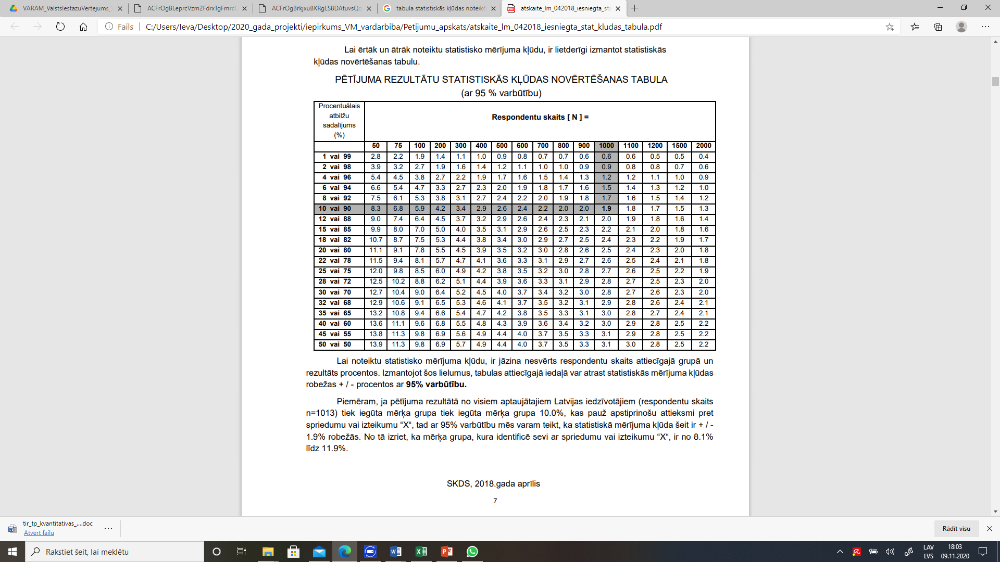 VARAM_ValstsIestazuVertejums_
ACFrOgBLeprcVzm2FdrxTgFmrc
ACFrOgBrkjxuBKRgLS8DAtuvsQ
tabula statistiskās kļūdas noteikš
atskaite_lm_042018_iesniegta_sta
Fails C:/Users/Ieva/Desktop/2020_gada_projekti/iepirkums_VM_vardarbiba/Petijumu_apskats/atskaite_lm_042018_iesniegta_stat_kludas_tabula.pdf
Lai ērtāk un ātrāk noteiktu statistisko mērījuma kļūdu, ir lietderīgi izmantot statistiskās
kļūdas novērtēšanas tabulu.
PĒTĪJUMA REZULTĀTU STATISTISKĀS KĻŪDAS NOVĒRTĒŠANAS TABULA
(ar 95 % varbūtību)
Procentuālais
atbilžu
sadalījums
(%)
Respondentu skaits [ N ] =
50 75 100 200 300 400 500 600 700 800 900 1000 1100 1200 1500 2000
1 vai 99 2.8 2.2 1.9 1.4 1.1 1.0 0.9 0.8 0.7 0.7 0.6 0.6 0.6 0.5 0.5 0.4
2 vai 98 3.9 3.2 2.7 1.9 1.6 1.4 1.2 1.1 1.0 1.0 0.9 0.9 0.8 0.8 0.7 0.6
4 vai 96 5.4 4.5 3.8 2.7 2.2 1.9 1.7 1.6 1.5 1.4 1.3 1.2 1.2 1.1 1.0 0.9
6 vai 94 6.6 5.4 4.7 3.3 2.7 2.3 2.0 1.9 1.8 1.7 1.6 1.5 1.4 1.3 1.2 1.0
8 vai 92 7.5 6.1 5.3 3.8 3.1 2.7 2.4 2.2 2.0 1.9 1.8 1.7 1.6 1.5 1.4 1.2
10 vai 90 8.3 6.8 5.9 4.2 3.4 2.9 2.6 2.4 2.2 2.0 2.0 1.9 1.8 1.7 1.5 1.3
12 vai 88 9.0 7.4 6.4 4.5 3.7 3.2 2.9 2.6 2.4 2.3 2.1 2.0 1.9 1.8 1.6 1.4
15 vai 85 9.9 8.0 7.0 5.0 4.0 3.5 3.1 2.9 2.6 2.5 2.3 2.2 2.1 2.0 1.8 1.6
18 vai 82 10.7 8.7 7.5 5.3 4.4 3.8 3.4 3.0 2.9 2.7 2.5 2.4 2.3 2.2 1.9 1.7
20 vai 80 11.1 9.1 7.8 5.5 4.5 3.9 3.5 3.2 3.0 2.8 2.6 2.5 2.4 2.3 2.0 1.8
22 vai 78 11.5 9.4 8.1 5.7 4.7 4.1 3.6 3.3 3.1 2.9 2.7 2.6 2.5 2.4 2.1 1.8
25 vai 75 12.0 9.8 8.5 6.0 4.9 4.2 3.8 3.5 3.2 3.0 2.8 2.7 2.6 2.5 2.2 1.9
28 vai 72 12.5 10.2 8.8 6.2 5.1 4.4 3.9 3.6 3.3 3.1 2.9 2.8 2.7 2.5 2.3 2.0
30 vai 70 12.7 10.4 9.0 6.4 5.2 4.5 4.0 3.7 3.4 3.2 3.0 2.8 2.7 2.6 2.3 2.0
32 vai 68 12.9 10.6 9.1 6.5 5.3 4.6 4.1 3.7 3.5 3.2 3.1 2.9 2.8 2.6 2.4 2.1
35 vai 65 13.2 10.8 9.4 6.6 5.4 4.7 4.2 3.8 3.5 3.3 3.1 3.0 2.8 2.7 2.4 2.1
40 vai 60 13.6 11.1 9.6 6.8 5.5 4.8 4.3 3.9 3.6 3.4 3.2 3.0 2.9 2.8 2.5 2.2
45 vai 55 13.8 11.3 9.8 6.9 5.6 4.9 4.4 4.0 3.7 3.5 3.3 3.1 2.9 2.8 2.5 2.2
50 vai 50 13.9 11.3 9.8 6.9 5.7 4.9 4.4 4.0 3.7 3.5 3.3 3.1 3.0 2.8 2.5 2.2
Lai noteiktu statistisko mērījuma kļūdu, ir jāzina nesvērts respondentu skaits attiecīgajā grupā un
rezultāts procentos. Izmantojot šos lielumus, tabulas attiecīgajā iedaļā var atrast statistiskās mērījuma kļūdas
robežas + / - procentos ar 95% varbūtību.
Piemēram, ja pētījuma rezultātā no visiem aptaujātajiem Latvijas iedzīvotājiem (respondentu skaits
n=1013) tiek iegūta mērķa grupa tiek iegūta mērķa grupa 10.0%, kas pauž apstiprinošu attieksmi pret
spriedumu vai izteikumu “X“, tad ar 95% varbūtību mēs varam teikt, ka statistiskā mērījuma kļūda šeit ir + / -
1.9% robežās. No tā izriet, ka mērķa grupa, kura identificē sevi ar spriedumu vai izteikumu “X“, ir no 8.1%
līdz 11.9%.
SKDS, 2018.gada aprīlis
7
tir_tp_kvantitativas_....doc
Atvērt failu
Rādīt visu
Rakstiet šeit, lai meklētu
LAV 18:03
LVS 09.11.2020